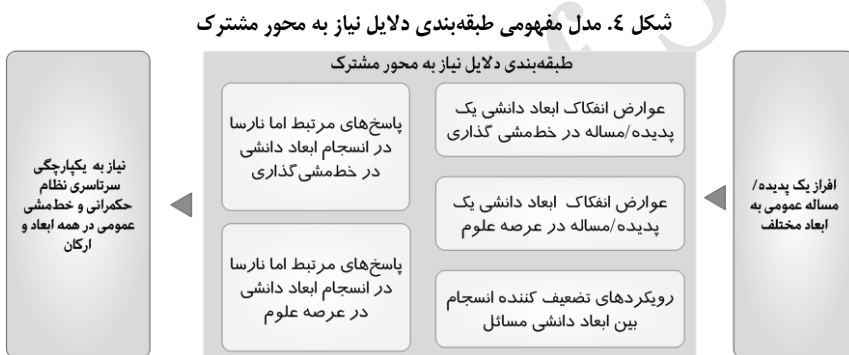 شکل ٤. مدل مفهومی طبقه‌بندی دلایل نیاز به محور مشترک
طبقه‌بندی دلایل نیاز به محور مشترک
افراز یک پدیده/
مساله عمومی به
ابعاد مختلف
عوارض انفکاک ابعاد دانشی یک
پدیده/مساله در خط‌مشی گذاری
عوارض انفکاک ابعاد دانشی یک
پدیده/مساله در عرصه علوم
رویکردهای تضعیف کننده انسجام
بین ابعاد دانشی مسائل
پاسخ‌های مرتبط اما نارسا
در انسجام ابعاد دانشی
در خط‌مشی‌گذاری
پاسخ‌های مرتبط اما نارسا
در انسجام ابعاد دانشی
در عرصه علوم
نیاز به یکپارچگی
سرتاسری نظام
حکمرانی و خط‌مشی
عمومی در همه ابعاد و
ارکان